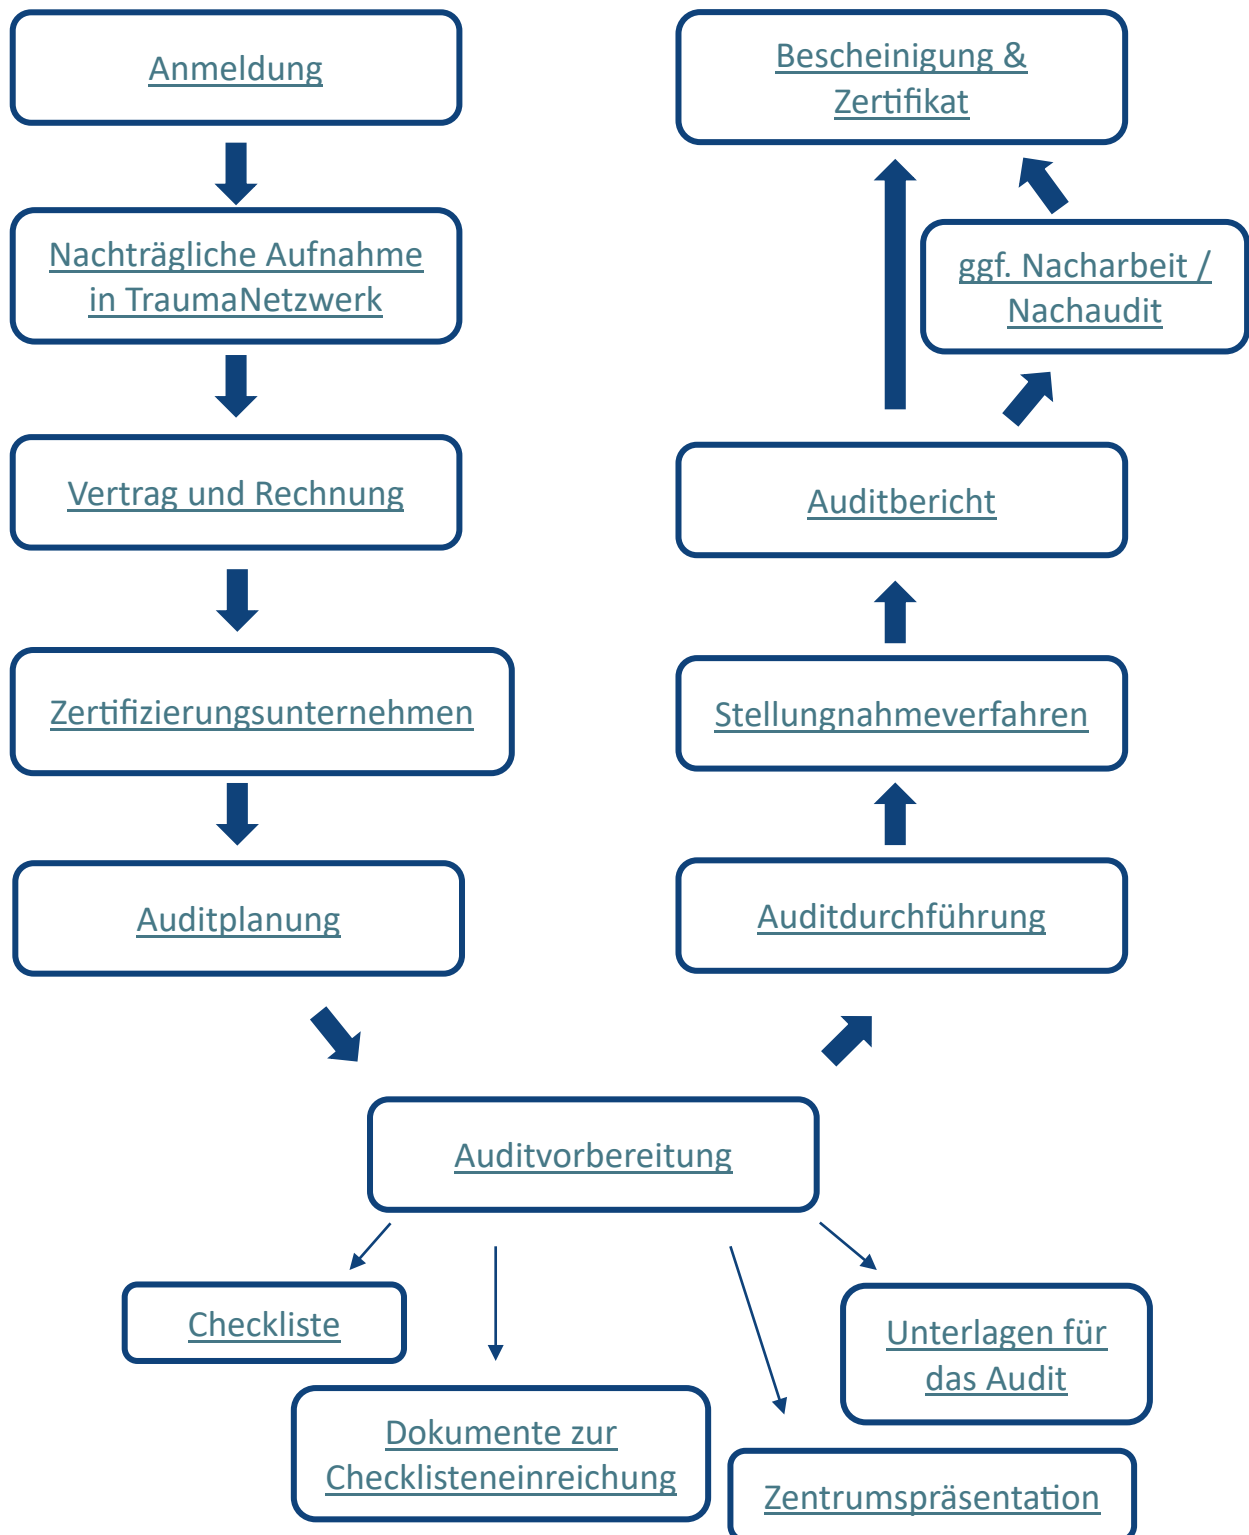 Anmeldung
Nachträgliche Aufnahme
in TraumaNetzwerk
Vertrag und Rechnung
Zertifizierungsunternehmen
Auditplanung
Auditvorbereitung
Checkliste
Dokumente zur
Checklisteneinreichung
Zentrumspräsentation
Unterlagen für
das Audit
Auditdurchführung
Stellungnahmeverfahren
Auditbericht
ggf. Nacharbeit /
Nachaudit
Bescheinigung &
Zertifikat